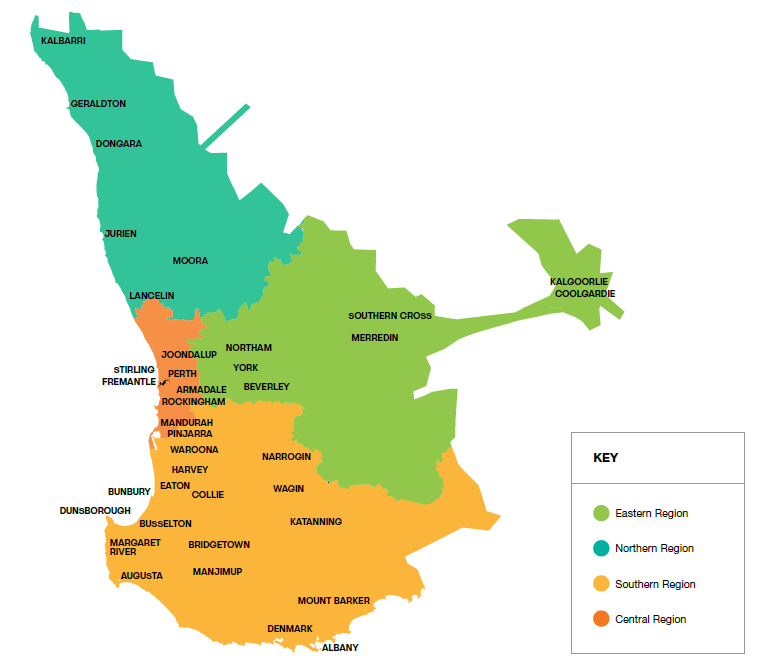 KALBARRI
GERALDTON
DONGARA
JURIEN
MOORA
LANCELIN
KALGOORLIE
COOLGARDIE
SOUTHERN CROSS
MERREDIN
NORTHAM
JOONDALUP
YORK
STIRLING
PERTH
FREMANTLE
BEVERLEY
ARMADALE
ROCKINGHAM
MANDURAH
PINJARRA
WAROONA
NARROGIN
HARVEY
EATON
BUNBURY
COLLIE
WAGIN
DUNSBOROUGH
BUSSELTON
KATANNING
MARGARET
RIVER
BRIDGETOWN
AUGUSTA
MANJIMUP
MOUNT BARKER
DENMARK
ALBANY
KEY
Eastern Region
Northern Region
Southern Region
Central Region